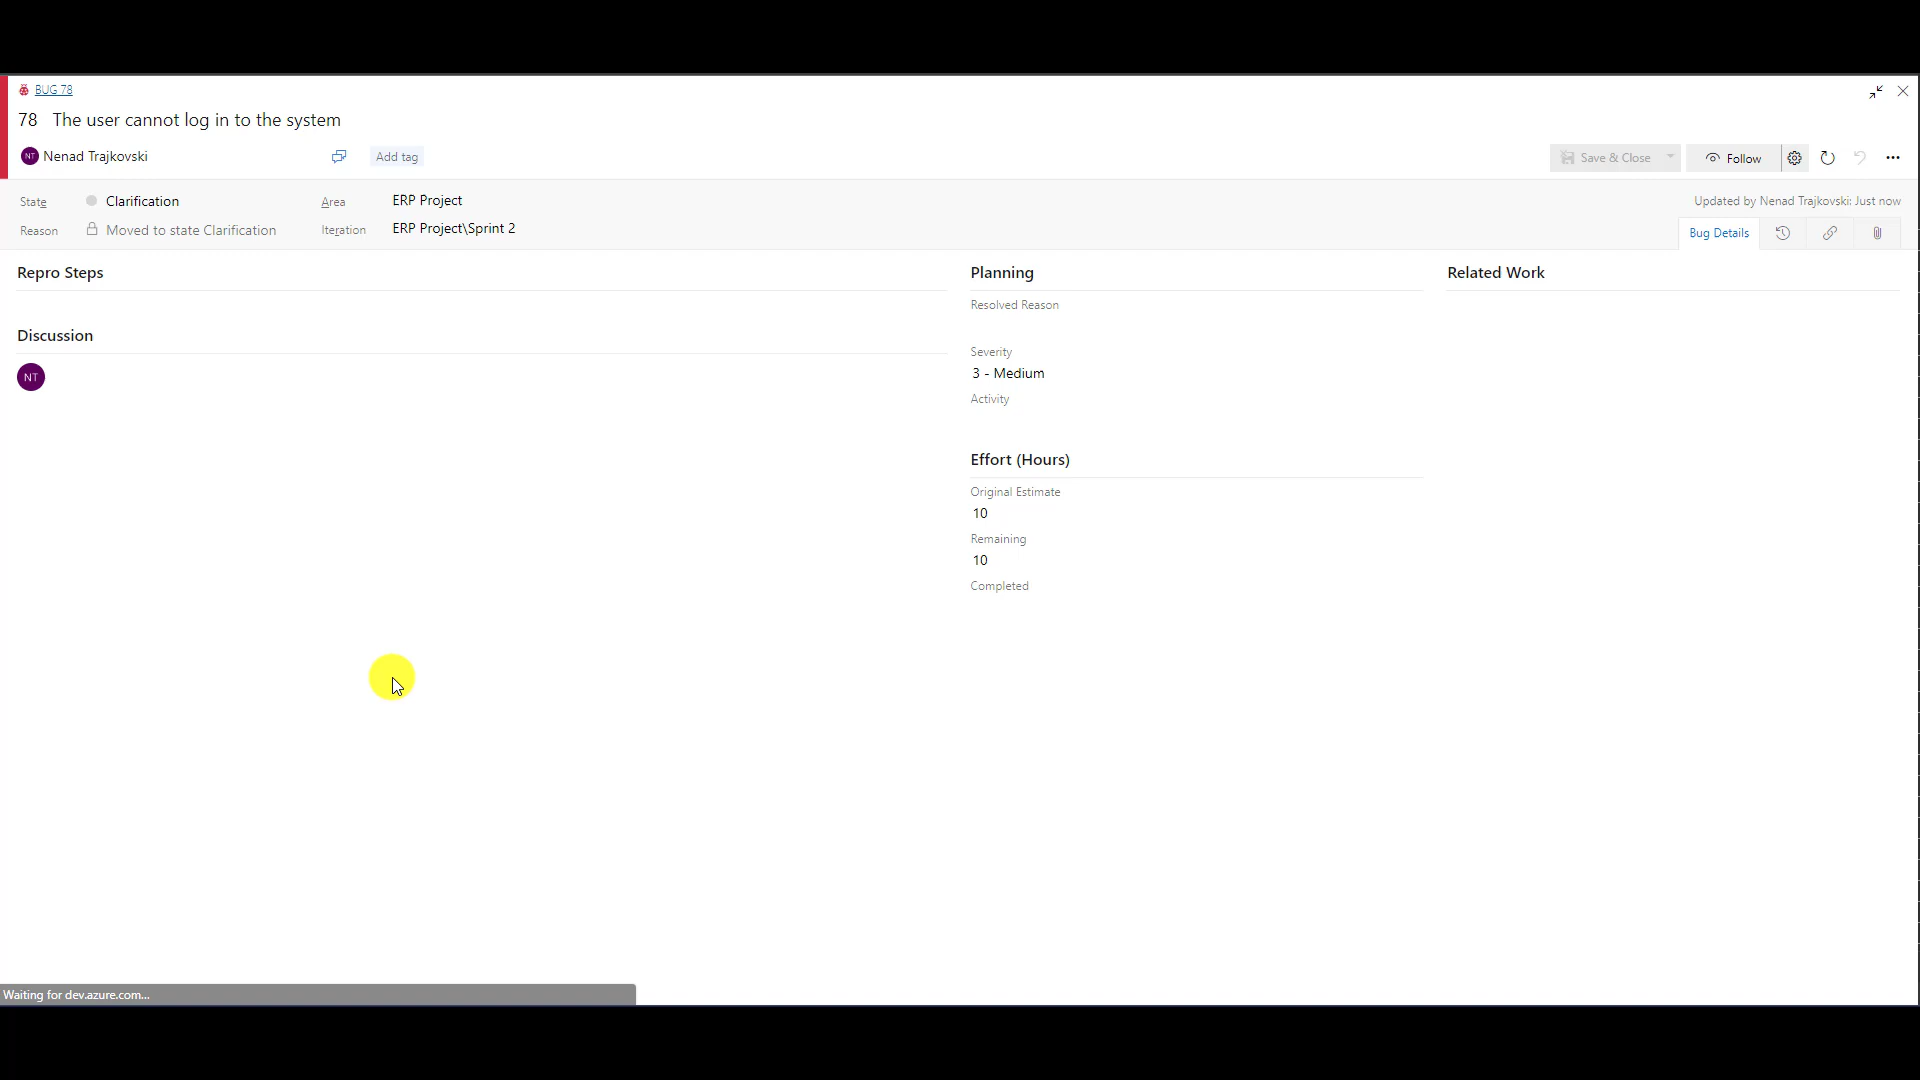 BUG 78
78 The user cannot log in to the system
NT Nenad Trajkovski Add tag Save & Close Follow
State Clarification Area ERP Project Updated by Nenad Trajkovski: Just now
Reason Moved to state Clarification Iteration ERP Project\Sprint 2 Bug Details
Repro Steps
Discussion
NT
Planning
Resolved Reason
Severity
3 - Medium
Activity
Effort (Hours)
Original Estimate
10
Remaining
10
Completed
Related Work
Waiting for dev.azure.com...